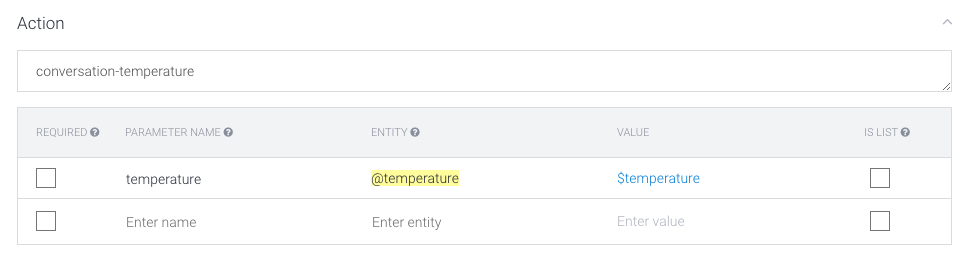 Action
conversation-temperature
REQUIRED PARAMETER NAME ENTITY VALUE IS LIST
temperature @temperature $temperature
Enter name Enter entity Enter value